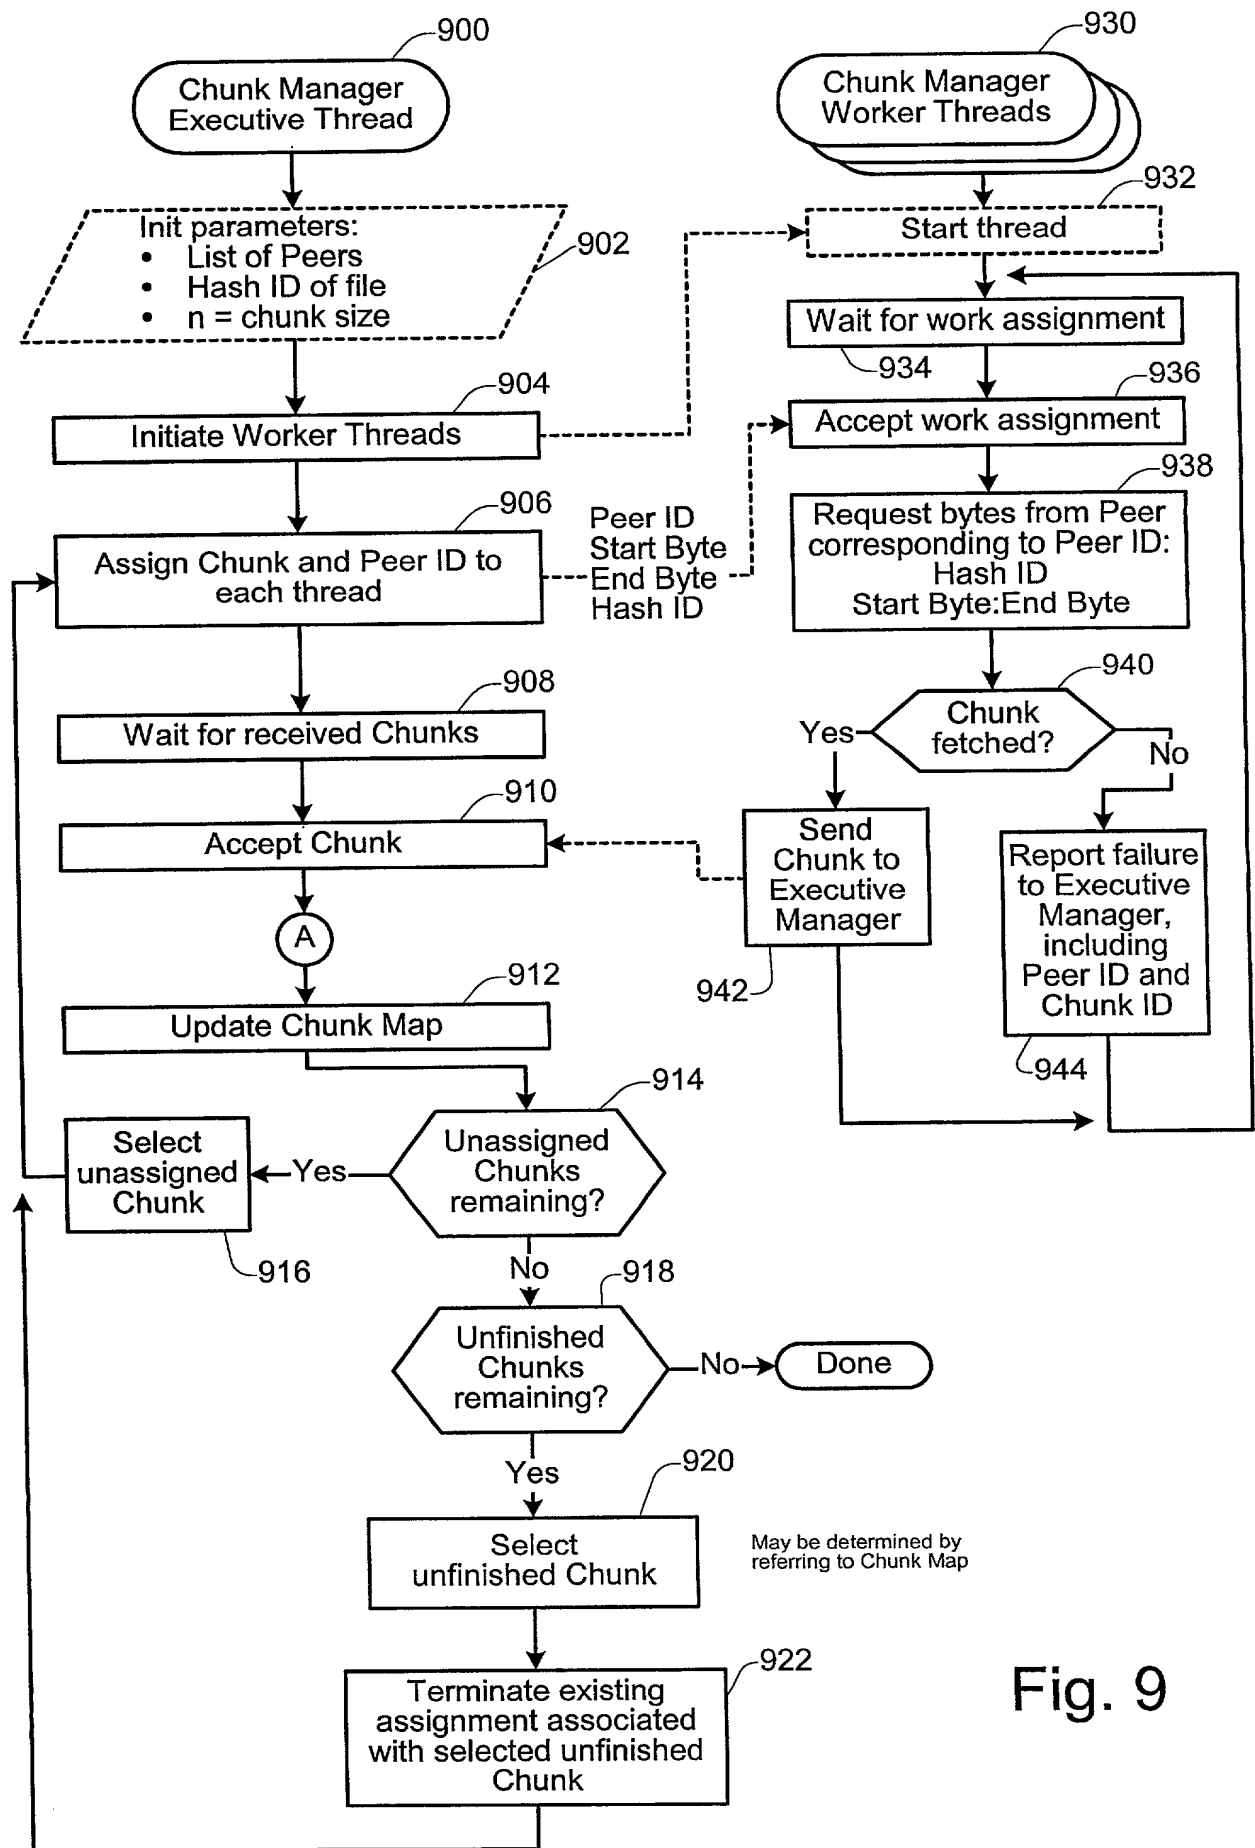 900
Chunk Manager
Executive Thread
Init parameters:
• List of Peers
• Hash ID of file
• n = chunk size
902
904
Initiate Worker Threads
906
Assign Chunk and Peer ID to
each thread
Peer ID
Start Byte
End Byte
Hash ID
908
Wait for received Chunks
910
Accept Chunk
A
912
Update Chunk Map
914
Unassigned
Chunks
remaining?
Yes
Select
unassigned
Chunk
916
No
918
Unfinished
Chunks
remaining?
No
Done
Yes
920
Select
unfinished Chunk
May be determined by
referring to Chunk Map
922
Terminate existing
assignment associated
with selected unfinished
Chunk
930
Chunk Manager
Worker Threads
932
Start thread
Wait for work assignment
934
936
Accept work assignment
938
Request bytes from Peer
corresponding to Peer ID:
Hash ID
Start Byte:End Byte
940
Chunk
fetched?
Yes
No
Send
Chunk to
Executive
Manager
942
Report failure
to Executive
Manager,
including
Peer ID and
Chunk ID
944
Fig. 9